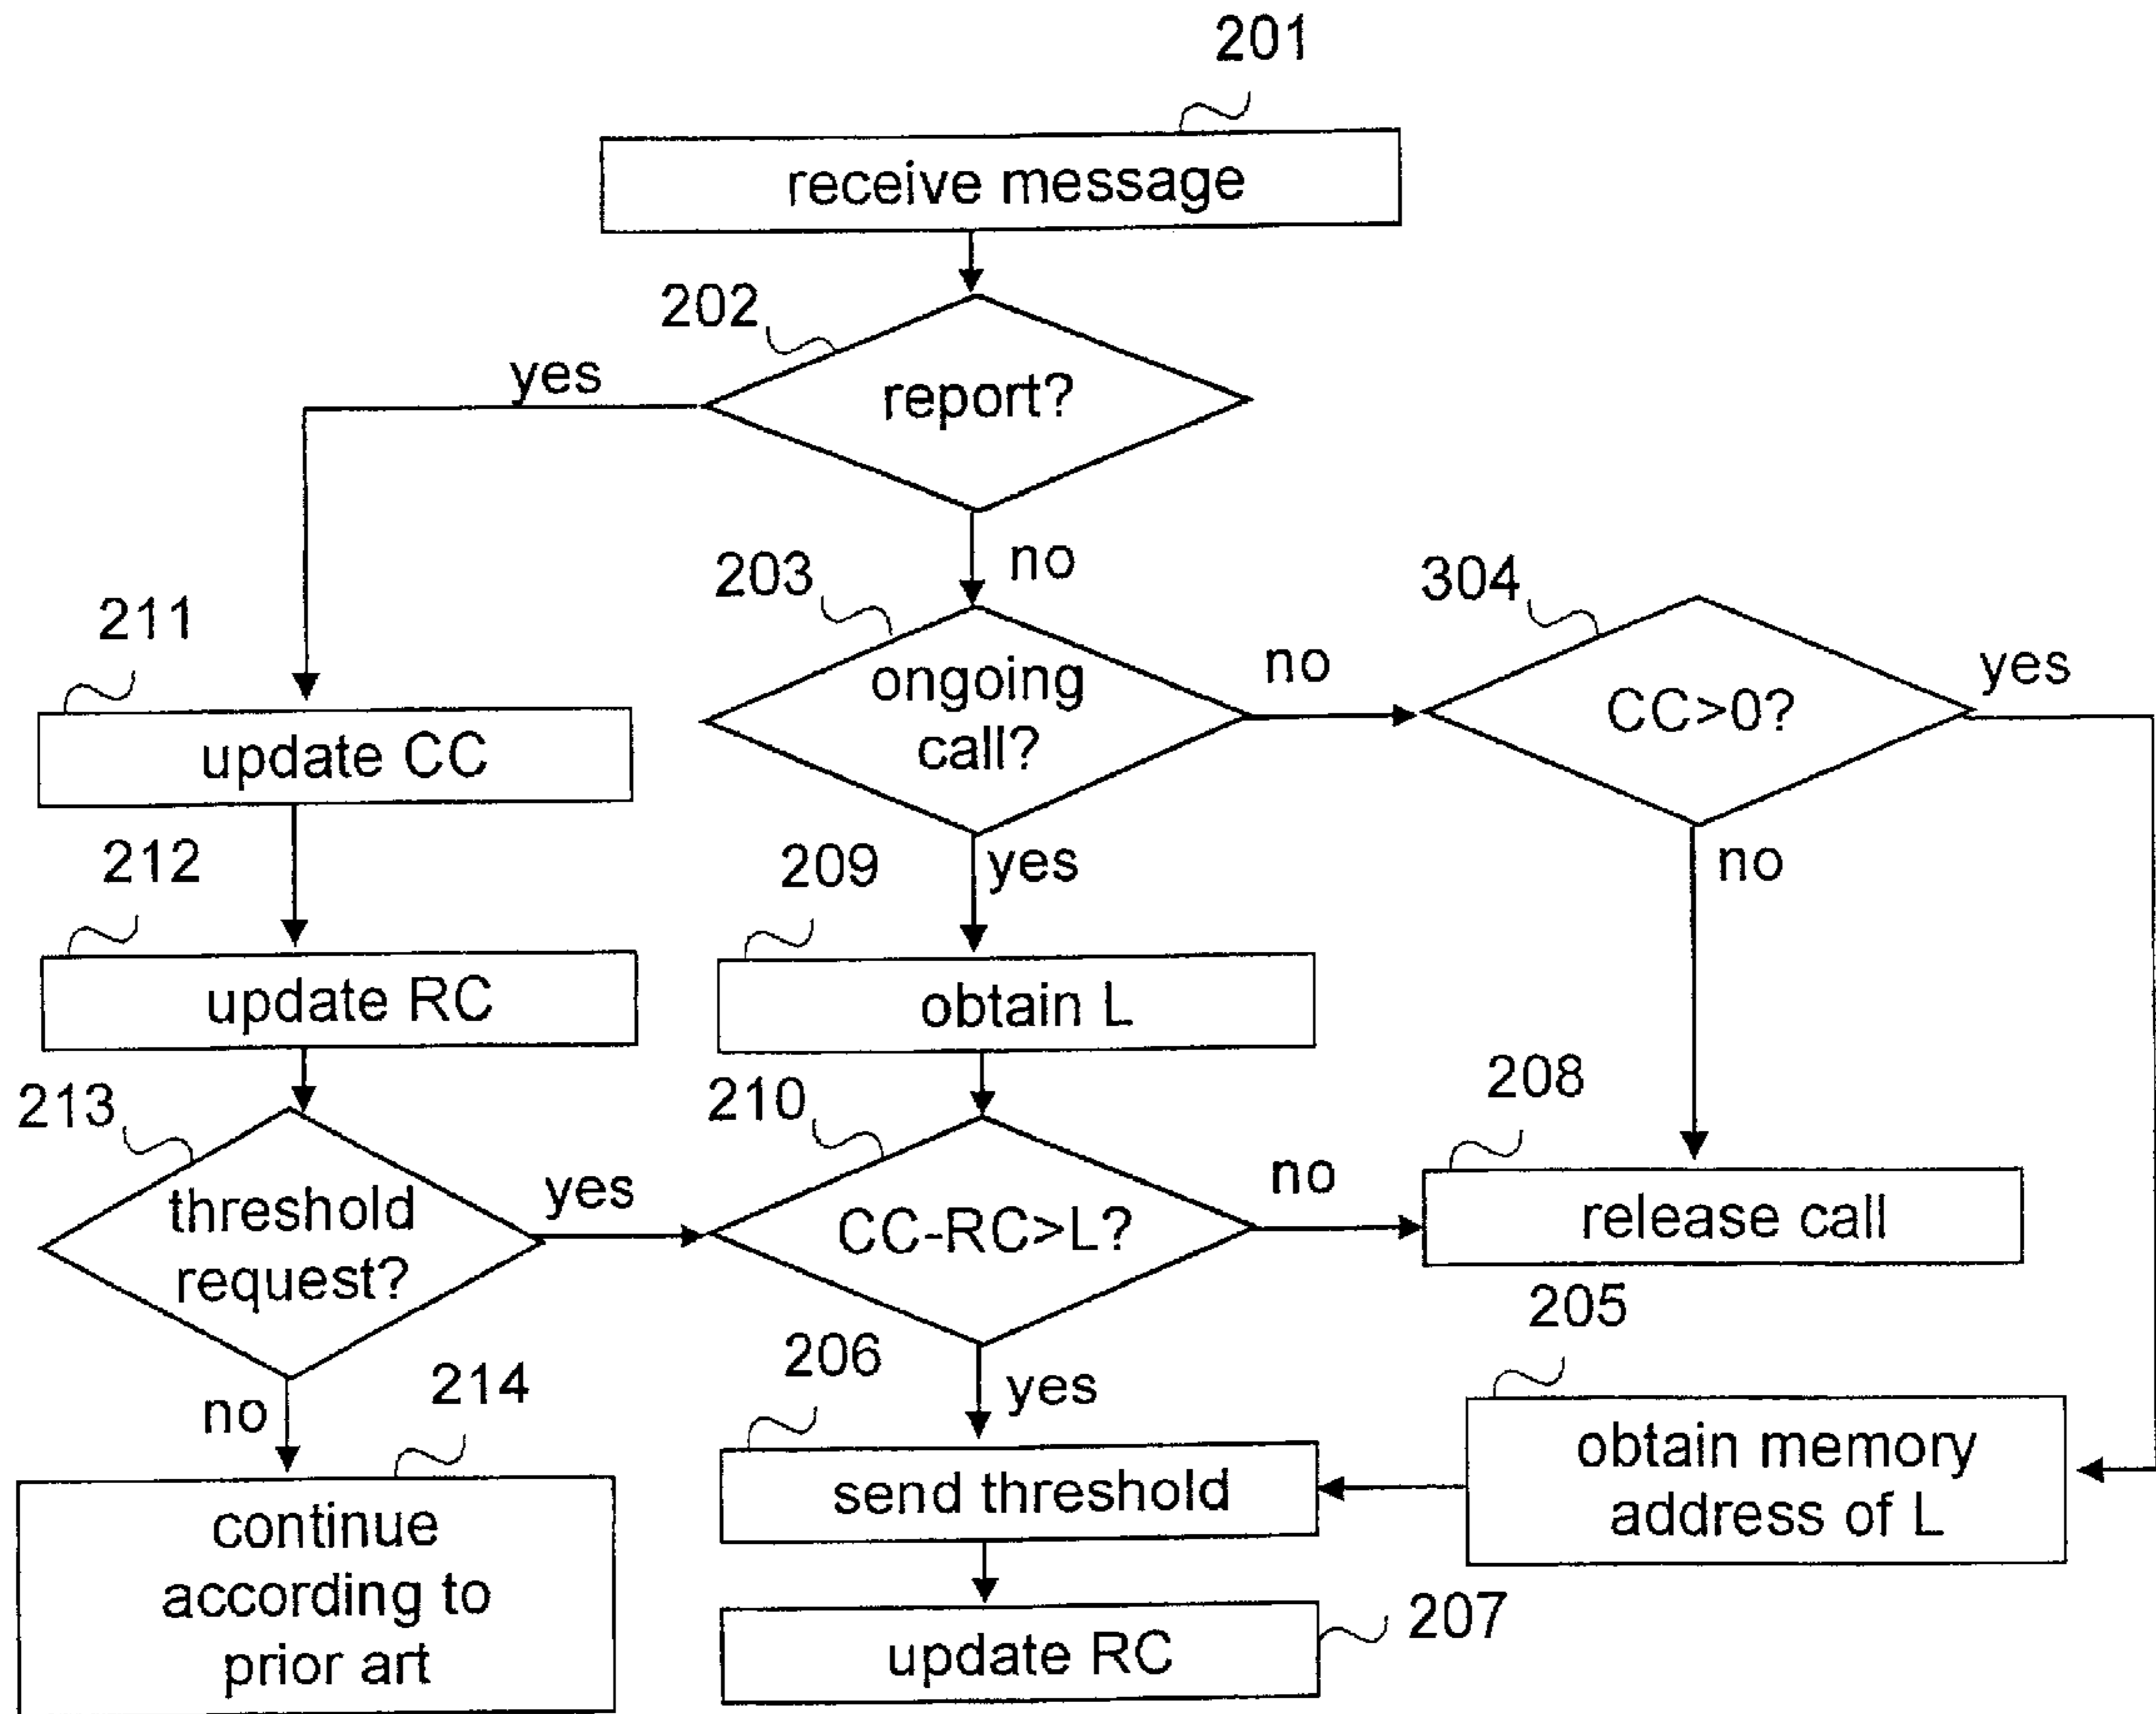 201
receive message
202
yes
report?
no
203
304
211
ongoing
call?
no
CC>0?
yes
update CC
212
209
yes
no
update RC
obtain L
213
210
208
threshold
request?
yes
CC-RC>L?
no
release call
205
206
214
no
yes
obtain memory
address of L
send threshold
continue
according to
prior art
207
update RC